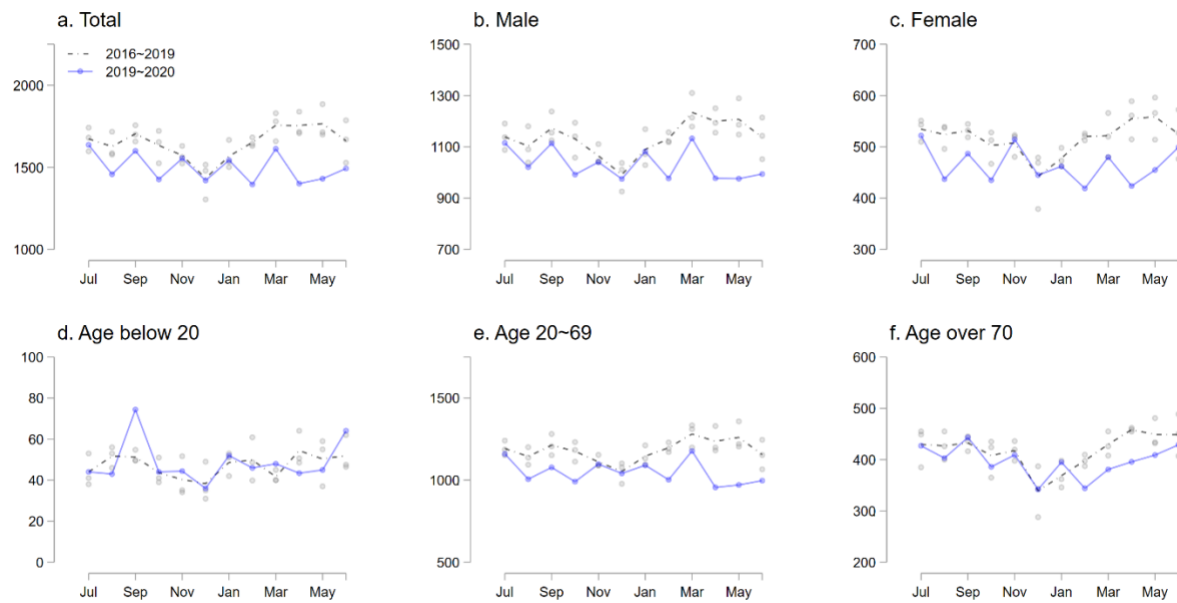 a. Total
b. Male
c. Female
2016~2019
2019~2020
2000
1500
1000
Jul Sep Nov Jan Mar May
1500
1300
1100
900
700
Jul Sep Nov Jan Mar May
700
600
500
400
300
Jul Sep Nov Jan Mar May
d. Age below 20
e. Age 20~69
f. Age over 70
100
80
60
40
20
0
Jul Sep Nov Jan Mar May
1500
1000
500
Jul Sep Nov Jan Mar May
600
500
400
300
200
Jul Sep Nov Jan Mar May